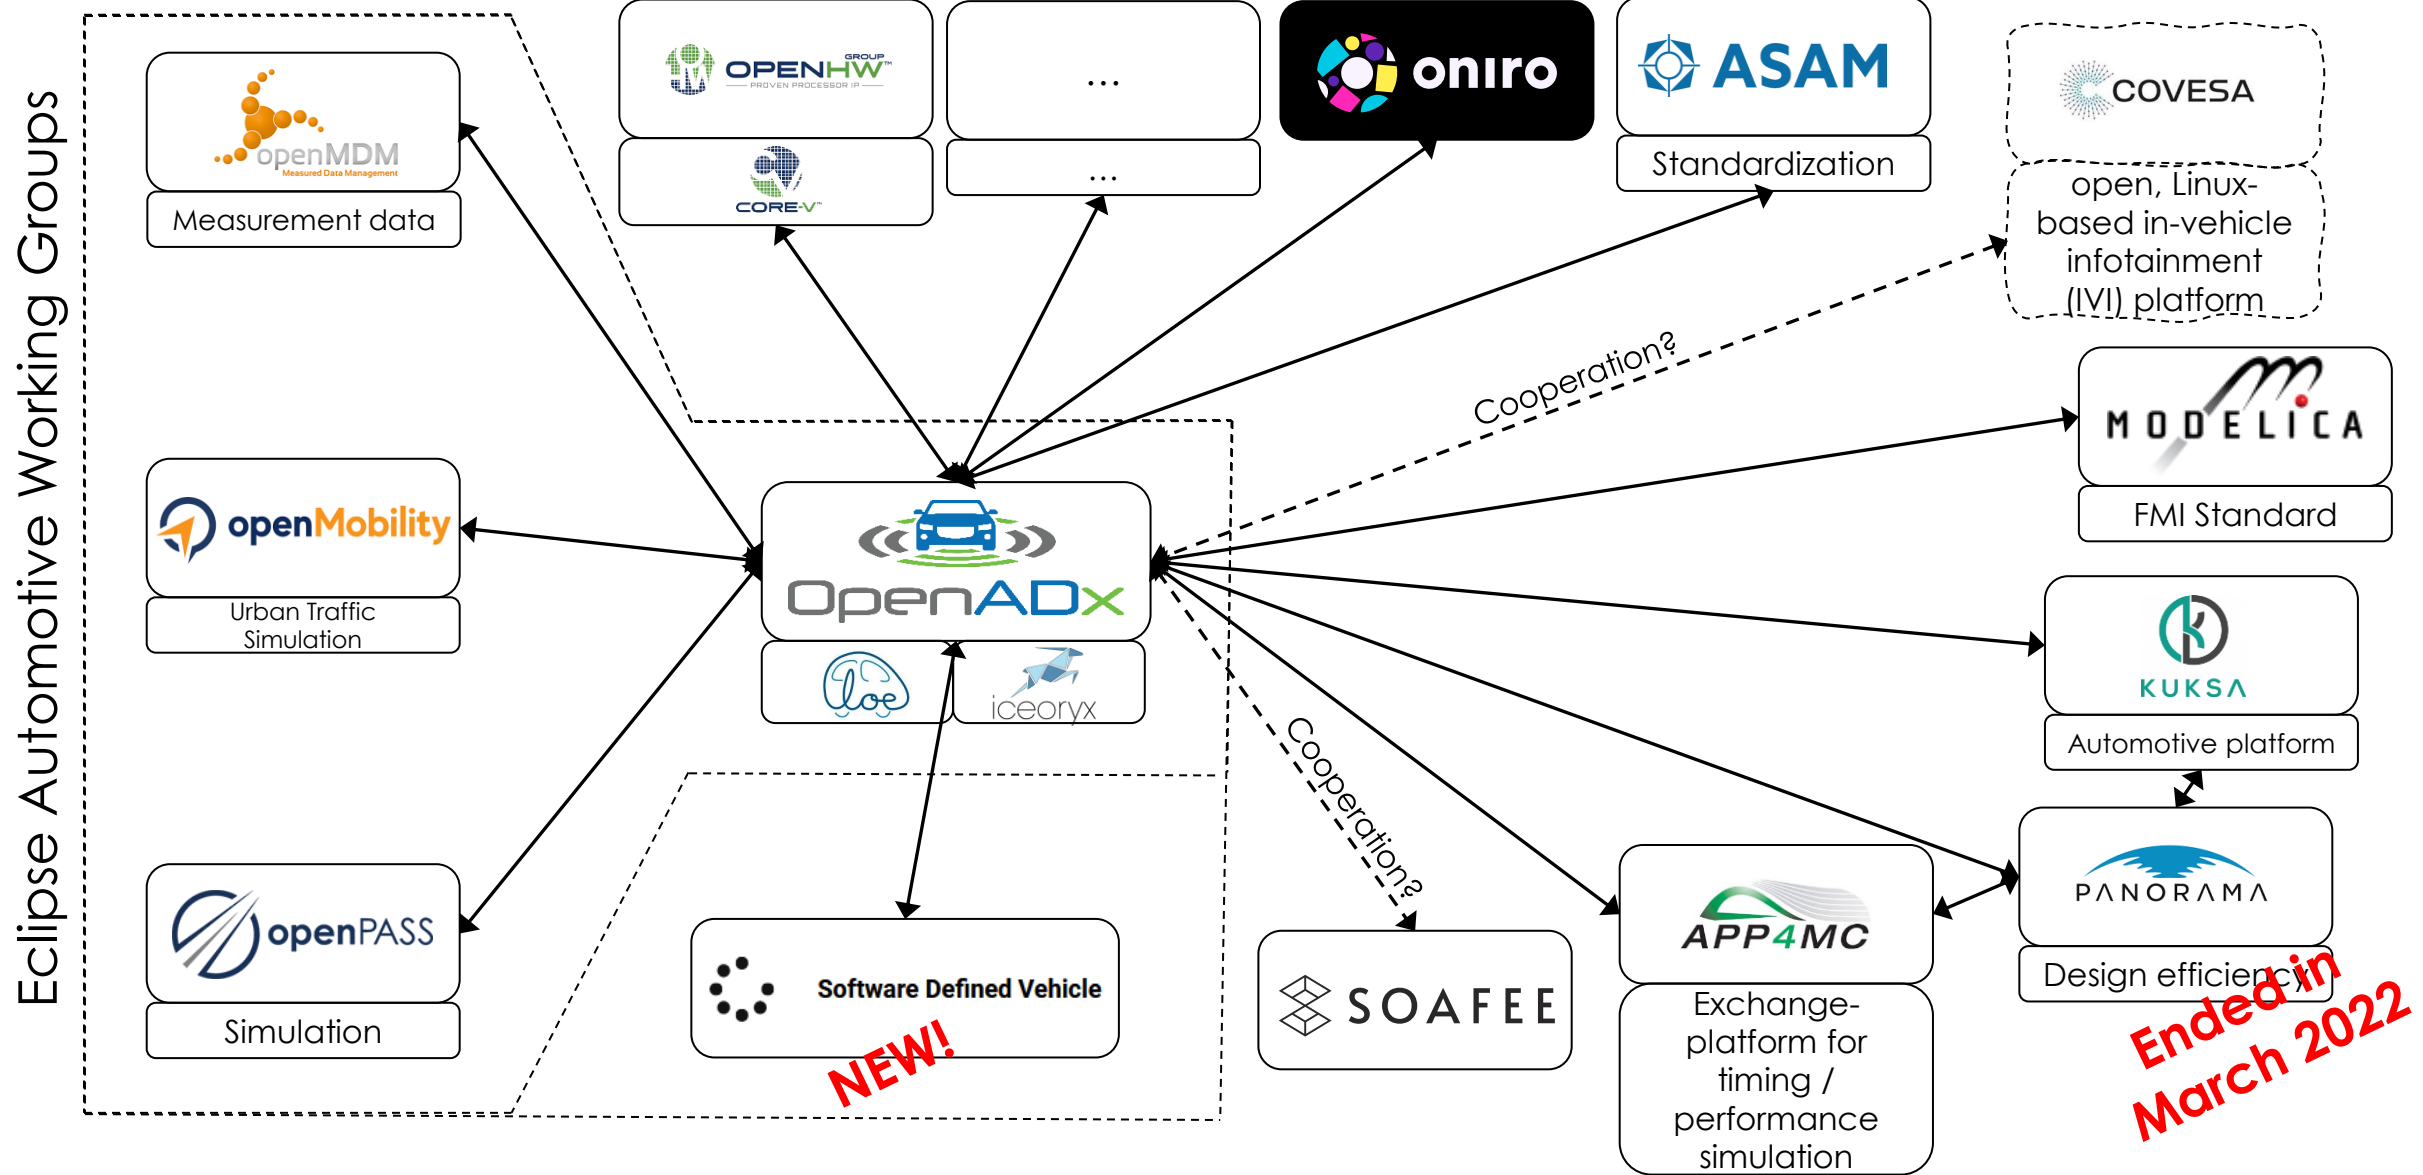 Eclipse Automotive Working Groups
openMDM
Measured Data Management
Measurement data
OPENHW™
GROUP
PROVEN PROCESSOR IP
CORE-V™
...
...
oniro
ASAM
Standardization
COVESA
open, Linux-
based in-vehicle
infotainment
(IVI) platform
Cooperation?
MODELICA
FMI Standard
openMobility
Urban Traffic
Simulation
OpenADx
cloe
iceoryx
KUKSA
Automotive platform
Cooperation?
openPASS
Simulation
Software Defined Vehicle
NEW!
SOAFEE
APP4MC
Exchange-
platform for
timing /
performance
simulation
PANORAMA
Design efficiency
Ended in
March 2022